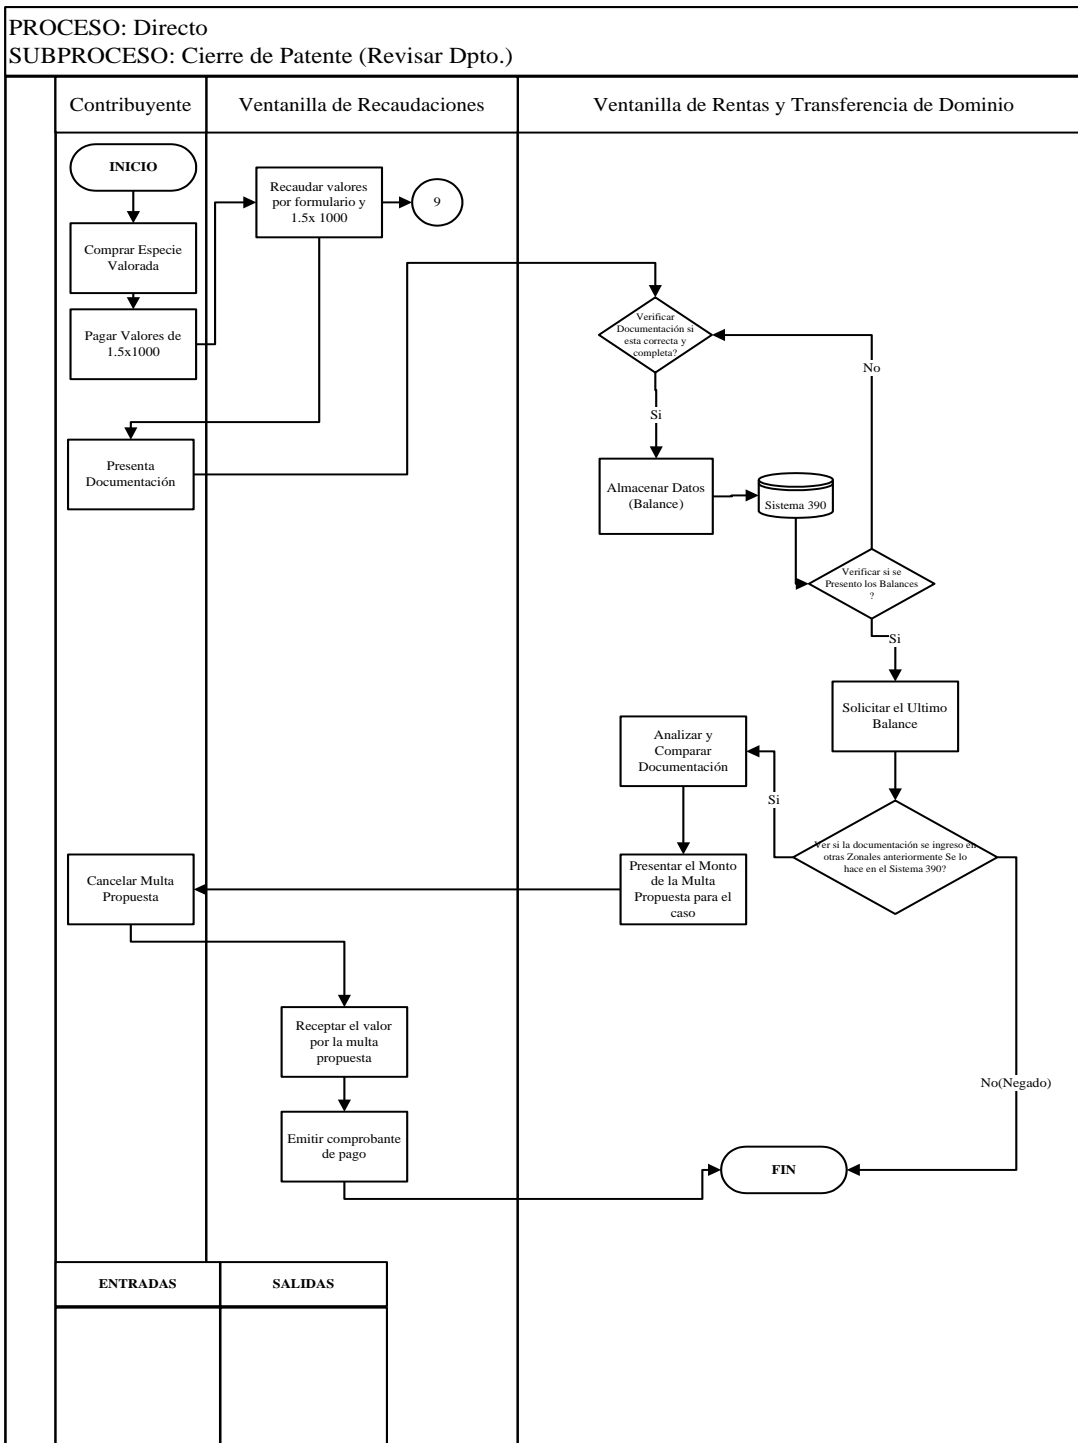 PROCESO: Directo
SUBPROCESO: Cierre de Patente (Revisar Dpto.)
Contribuyente
Ventanilla de Recaudaciones
Ventanilla de Rentas y Transferencia de Dominio
INICIO
Comprar Especie
Valorada
Pagar Valores de
1.5x1000
Recaudar valores
por formulario y
1.5x 1000
9
Presenta
Documentación
Verificar
Documentación si
esta correcta y
completa?
No
Si
Almacenar Datos
(Balance)
Sistema 390
Verificar si se
Presento los Balances
?
Si
Solicitar el Ultimo
Balance
Analizar y
Comparar
Documentación
Si
Ver si la documentación se ingreso en
otras Zonales anteriormente Se lo
hace en el Sistema 390?
Presentar el Monto
de la Multa
Propuesta para el
caso
Cancelar Multa
Propuesta
Receptar el valor
por la multa
propuesta
No(Negado)
Emitir comprobante
de pago
FIN
ENTRADAS
SALIDAS